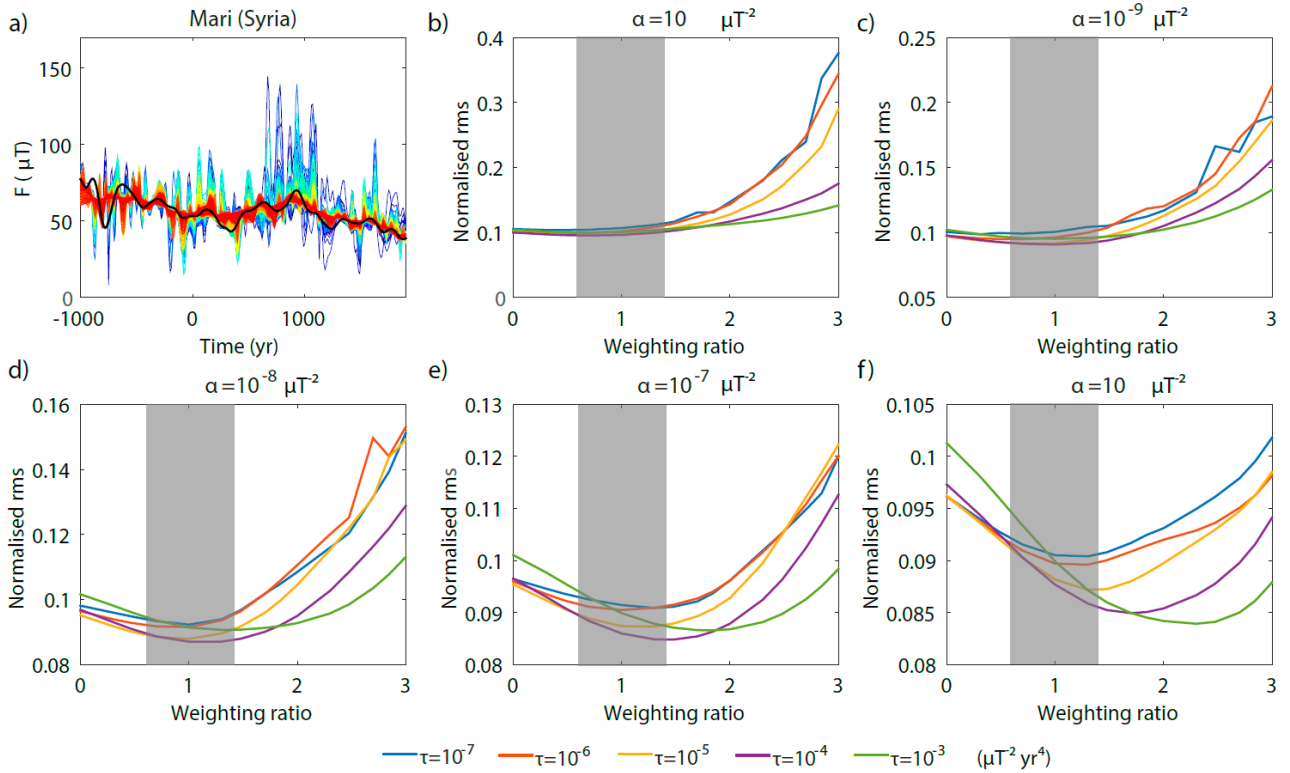 a) Mari (Syria)
F (μT)
150
100
50
0
-1000 0 1000
Time (yr)
b) α=10 μT⁻²
Normalised rms
0.4
0.3
0.2
0.1
0
0 1 2 3
Weighting ratio
c) α=10⁻⁹ μT⁻²
Normalised rms
0.25
0.2
0.15
0.1
0.05
0 1 2 3
Weighting ratio
d) α=10⁻⁸ μT⁻²
Normalised rms
0.16
0.14
0.12
0.1
0.08
0 1 2 3
Weighting ratio
e) α=10⁻⁷ μT⁻²
Normalised rms
0.13
0.12
0.11
0.1
0.09
0.08
0 1 2 3
Weighting ratio
f) α=10 μT⁻²
Normalised rms
0.105
0.1
0.095
0.09
0.085
0.08
0 1 2 3
Weighting ratio
τ=10⁻⁷ τ=10⁻⁶ τ=10⁻⁵ τ=10⁻⁴ τ=10⁻³ (μT⁻² yr⁴)